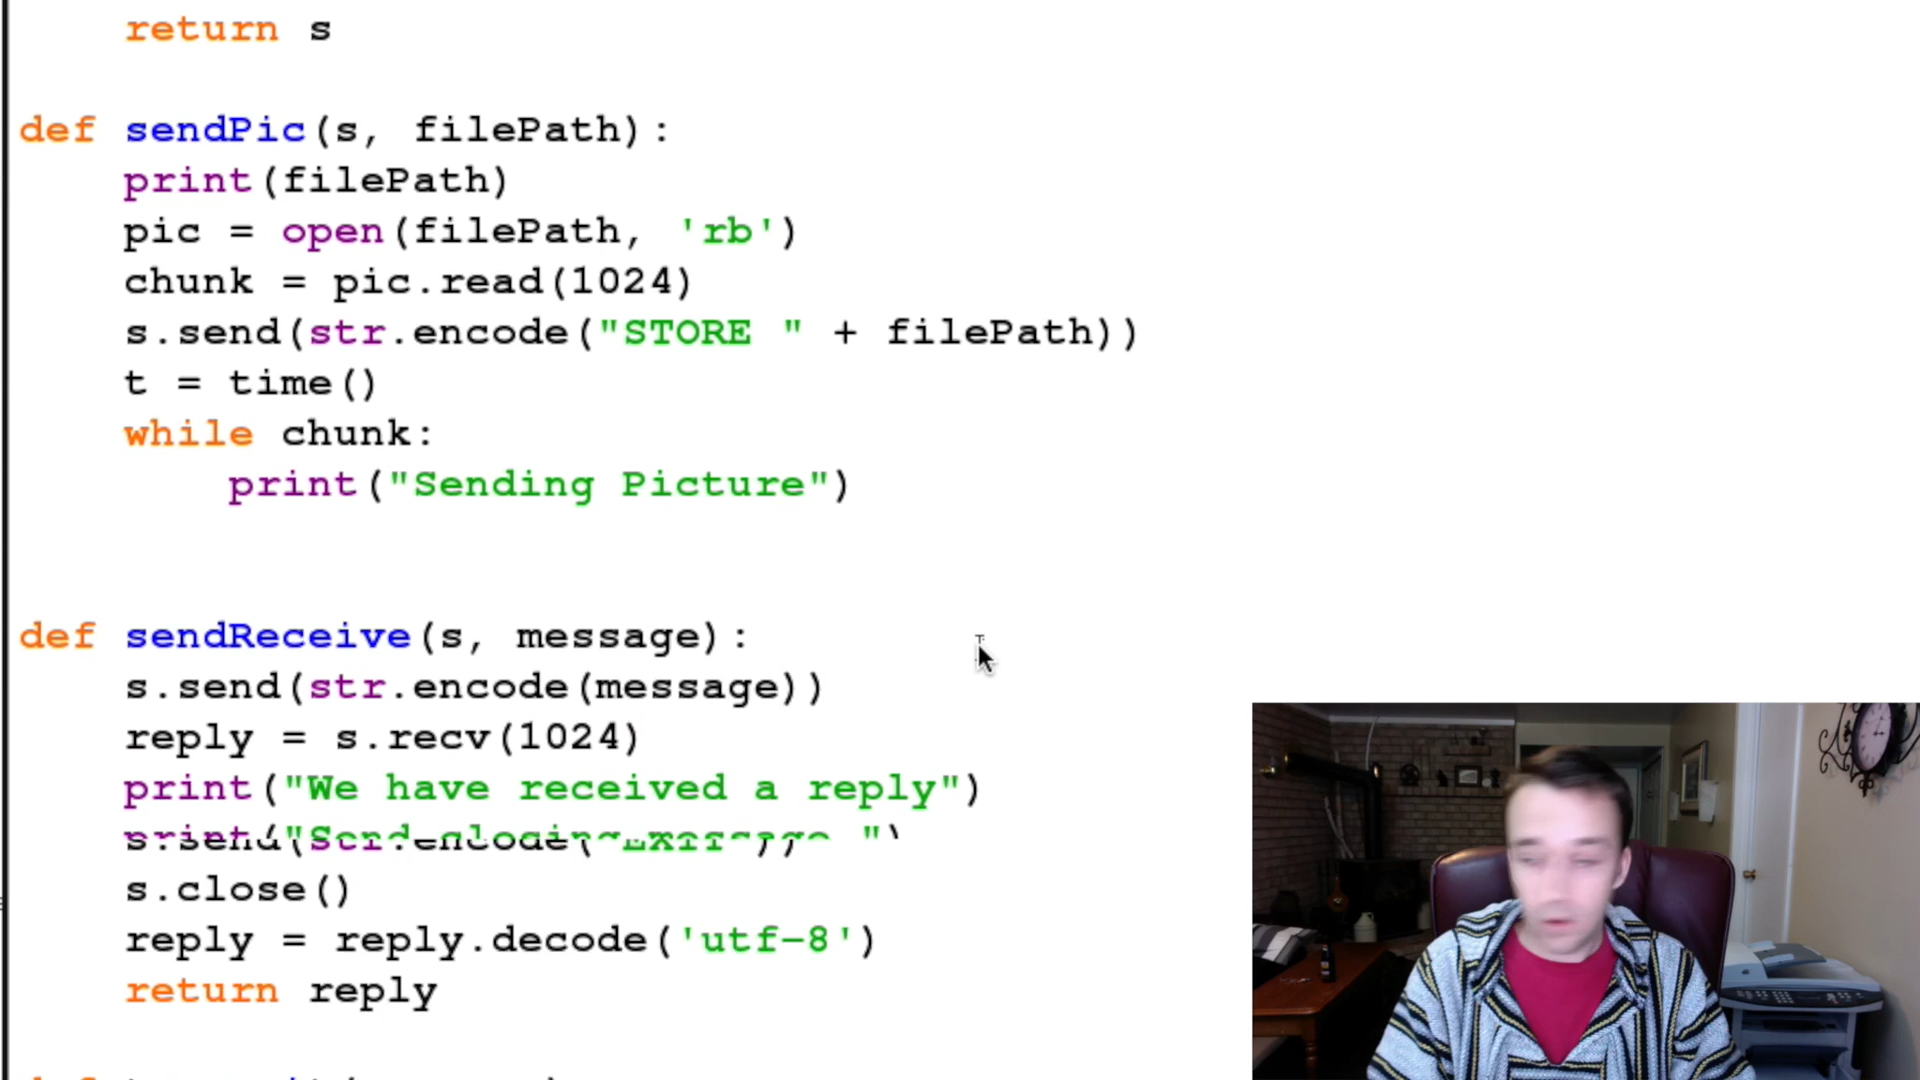 return s
def sendPic(s, filePath):
print(filePath)
pic = open(filePath, 'rb')
chunk = pic.read(1024)
s.send(str.encode("STORE " + filePath))
t = time()
while chunk:
print("Sending Picture")
def sendReceive(s, message):
s.send(str.encode(message))
reply = s.recv(1024)
print("We have received a reply")
s.close()
reply = reply.decode('utf-8')
return reply